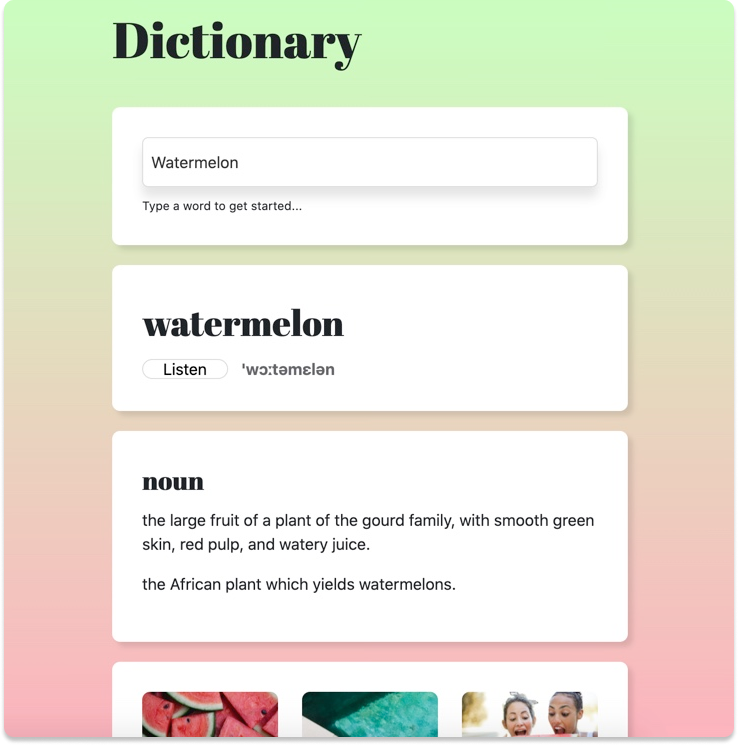 Dictionary
Watermelon
Type a word to get started...
watermelon
Listen 'wɔːtəmɛlən
noun
the large fruit of a plant of the gourd family, with smooth green
skin, red pulp, and watery juice.
the African plant which yields watermelons.